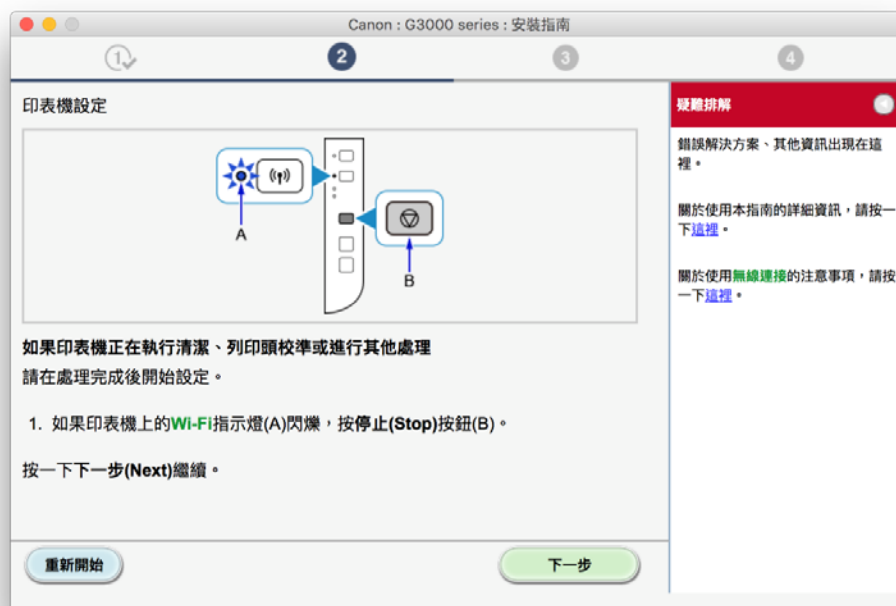 Canon : G3000 series : 安裝指南
1
2
3
4
印表機設定
A
B
如果印表機正在執行清潔、列印頭校準或進行其他處理
請在處理完成後開始設定。
1. 如果印表機上的Wi-Fi指示燈(A)閃爍，按停止(Stop)按鈕(B)。
按一下下一步(Next)繼續。
重新開始
下一步
疑難排解
錯誤解決方案、其他資訊出現在這
裡。
關於使用本指南的詳細資訊，請按一
下這裡。
關於使用無線連接的注意事項，請按
一下這裡。